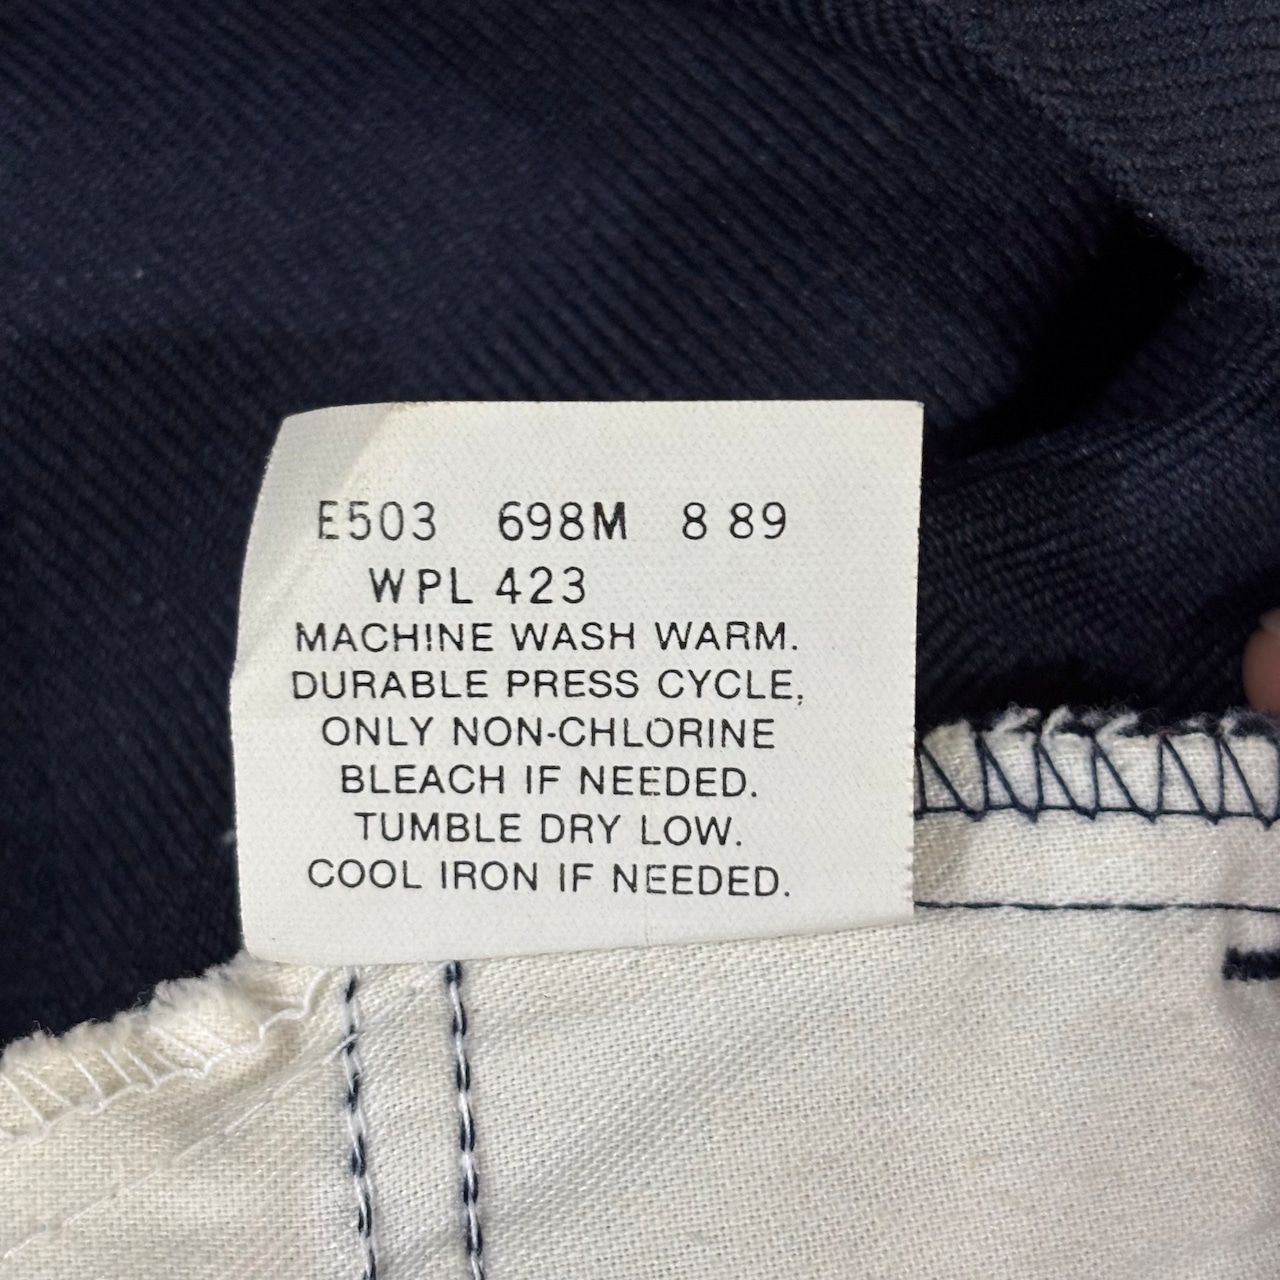 E503 698M 8 89
WPL 423
MACHINE WASH WARM.
DURABLE PRESS CYCLE,
ONLY NON-CHLORINE
BLEACH IF NEEDED.
TUMBLE DRY LOW.
COOL IRON IF NEEDED.